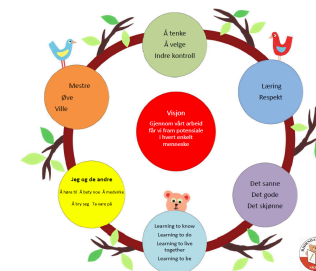 Å tenke
Å velge
Indre kontroll
Mestre
Øve
Ville
Læring
Respekt
Visjon
Gjennom vårt arbeid
får vi fram potensiale
i hvert enkelt
menneske
Jeg og de andre
Å høre til Å bety noe Å medvirke
Å bry seg Ta vare på
Det sanne
Det gode
Det skjønne
Learning to know
Learning to do
Learning to live
together
Learning to be